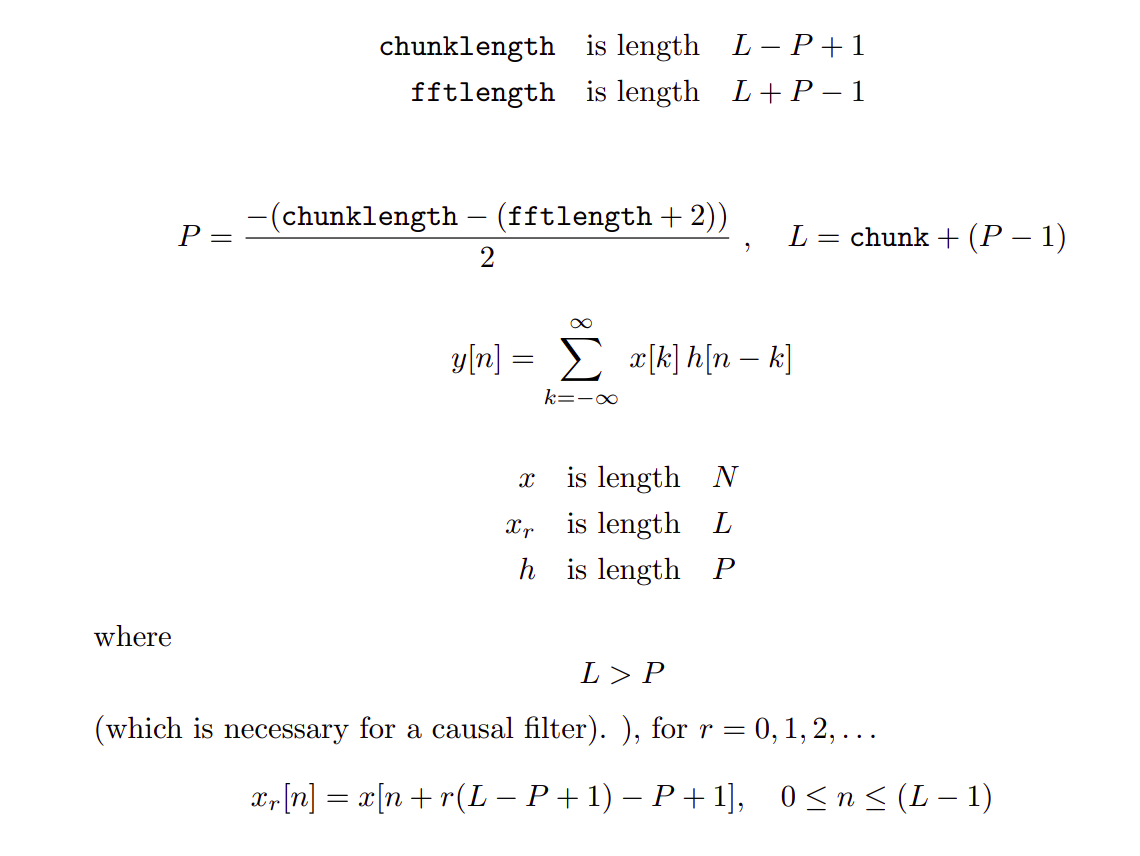 chunklength is length L − P + 1
fftlength is length L + P − 1
P = −(chunklength − (fftlength + 2)) / 2 , L = chunk + (P − 1)
y[n] = ∑_{k=−∞}^{∞} x[k] h[n − k]
x is length N
x_r is length L
h is length P
where
L > P
(which is necessary for a causal filter). ), for r = 0, 1, 2, . . .
x_r[n] = x[n + r(L − P + 1) − P + 1], 0 ≤ n ≤ (L − 1)